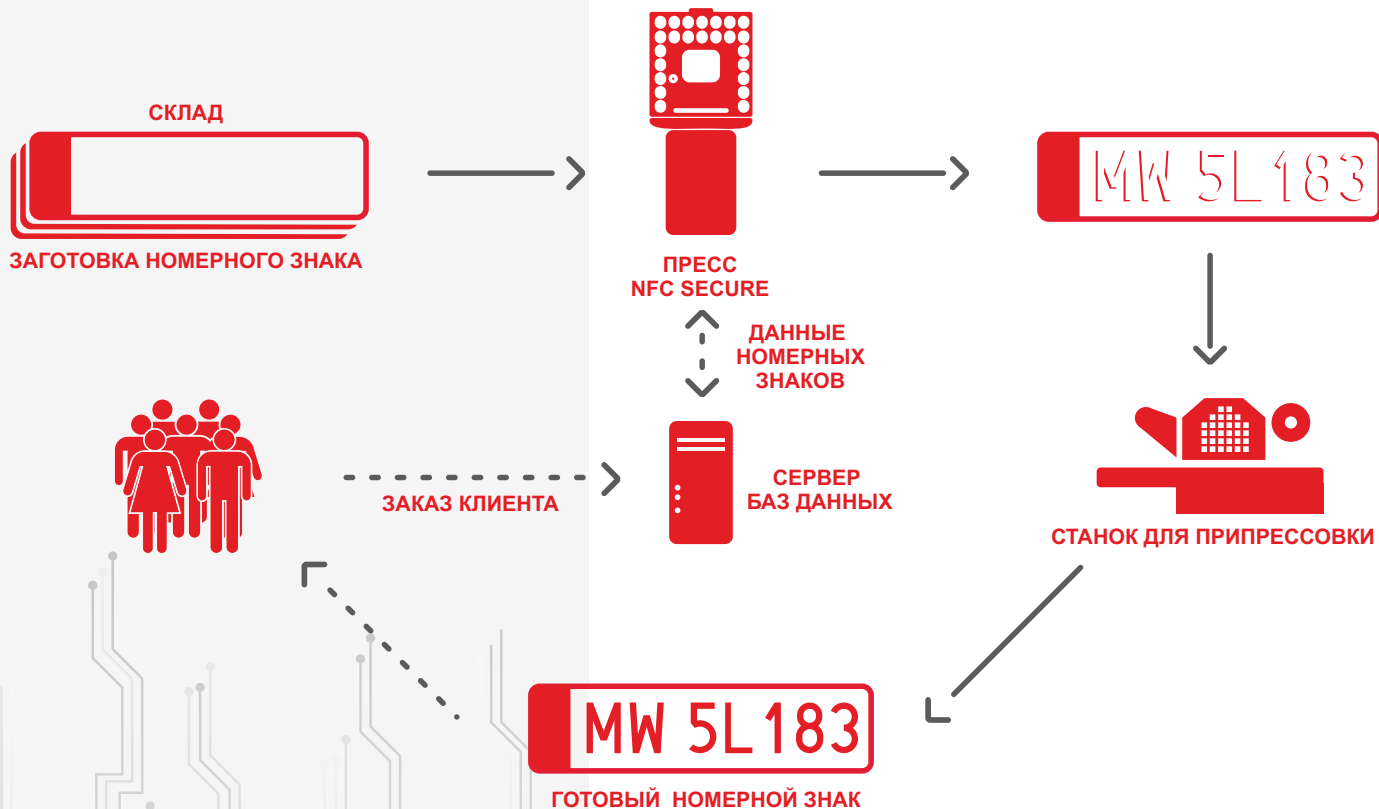 СКЛАД
ЗАГОТОВКА НОМЕРНОГО ЗНАКА
ПРЕСС
NFC SECURE
MW 5L183
ДАННЫЕ
НОМЕРНЫХ
ЗНАКОВ
ЗАКАЗ КЛИЕНТА
СЕРВЕР
БАЗ ДАННЫХ
СТАНОК ДЛЯ ПРИПРЕССОВКИ
MW 5L183
ГОТОВЫЙ НОМЕРНОЙ ЗНАК